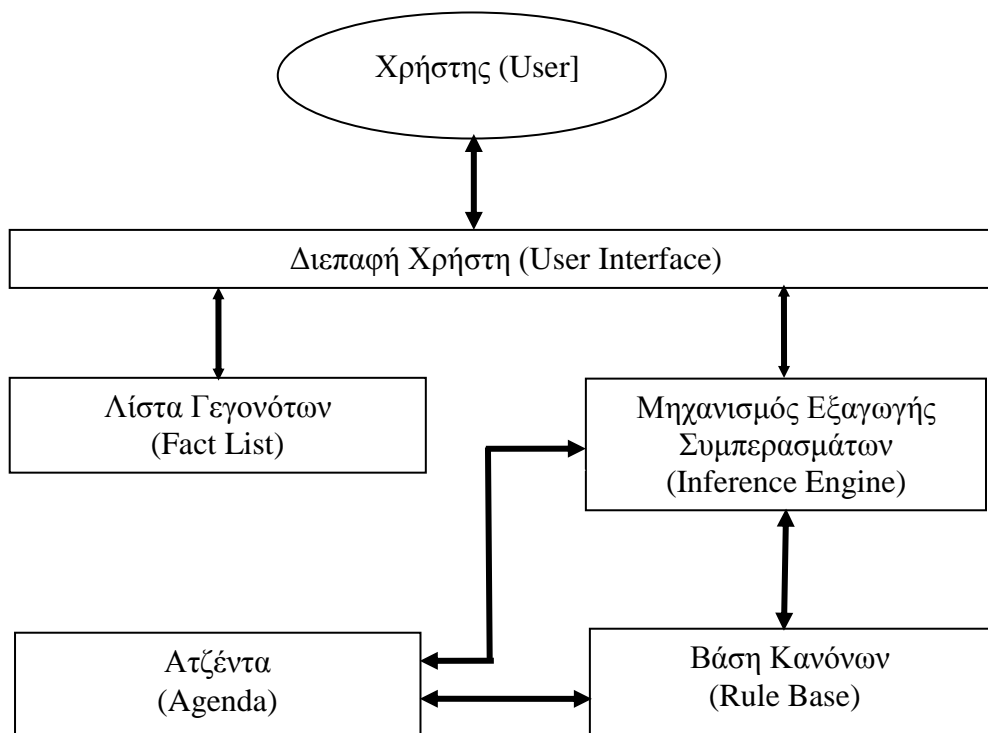 Χρήστης (User]
Διεπαφή Χρήστη (User Interface)
Λίστα Γεγονότων
(Fact List)
Μηχανισμός Εξαγωγής
Συμπερασμάτων
(Inference Engine)
Ατζέντα
(Agenda)
Βάση Κανόνων
(Rule Base)